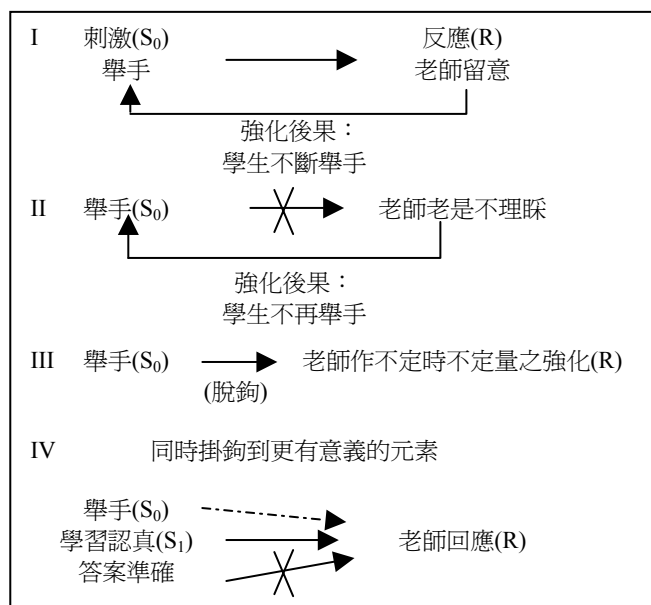 I 刺激(S₀) 反應(R)
舉手 老師留意
強化後果：
學生不斷舉手
II 舉手(S₀) 老師老是不理睬
強化後果：
學生不再舉手
III 舉手(S₀) 老師作不定時不定量之強化(R)
(脫鉤)
IV 同時掛鉤到更有意義的元素
舉手(S₀)
學習認真(S₁) 老師回應(R)
答案準確